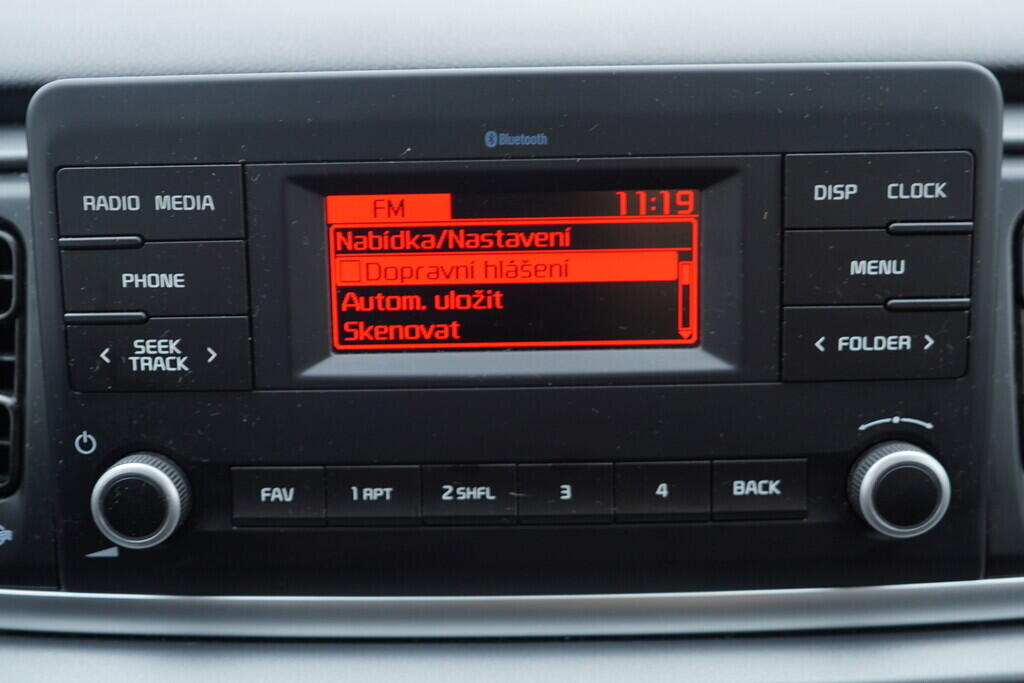 Bluetooth
RADIO MEDIA
PHONE
< SEEK TRACK >
FM
11:19
Nabídka/Nastavení
Dopravní hlášení
Autom. uložit
Skenovat
DISP CLOCK
MENU
< FOLDER >
FAV
1 RPT
2 SHFL
3
4
BACK